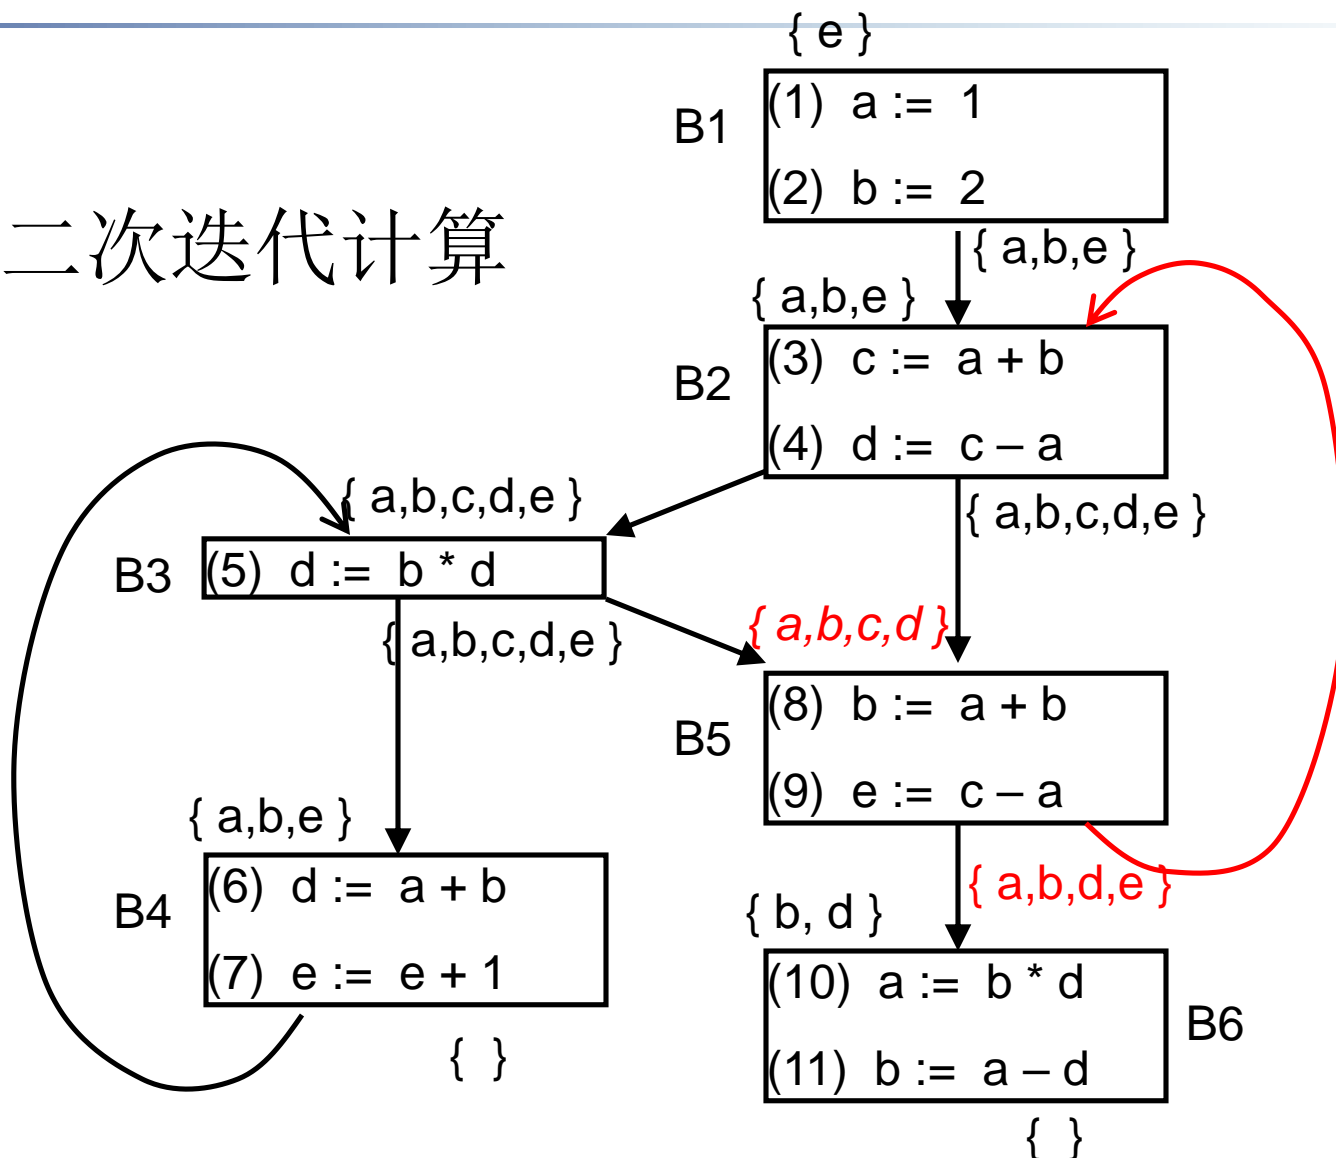 { e }
B1
(1) a := 1
(2) b := 2
二次迭代计算
{ a,b,e }
{ a,b,e }
B2
(3) c := a + b
(4) d := c – a
{ a,b,c,d,e }
{ a,b,c,d,e }
B3
(5) d := b * d
{ a,b,c,d,e }
{ a,b,c,d }
B5
(8) b := a + b
(9) e := c – a
{ a,b,e }
B4
(6) d := a + b
(7) e := e + 1
{ }
{ a,b,d,e }
{ b, d }
(10) a := b * d
(11) b := a – d
B6
{ }